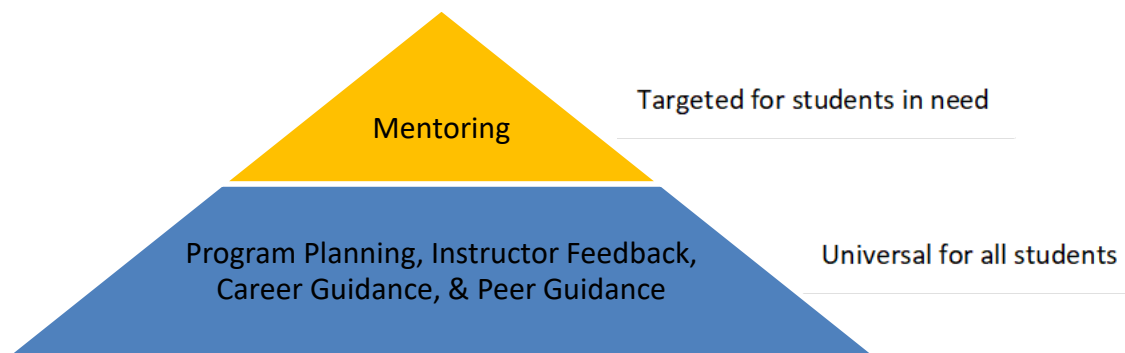 Mentoring
Targeted for students in need
Program Planning, Instructor Feedback,
Career Guidance, & Peer Guidance
Universal for all students